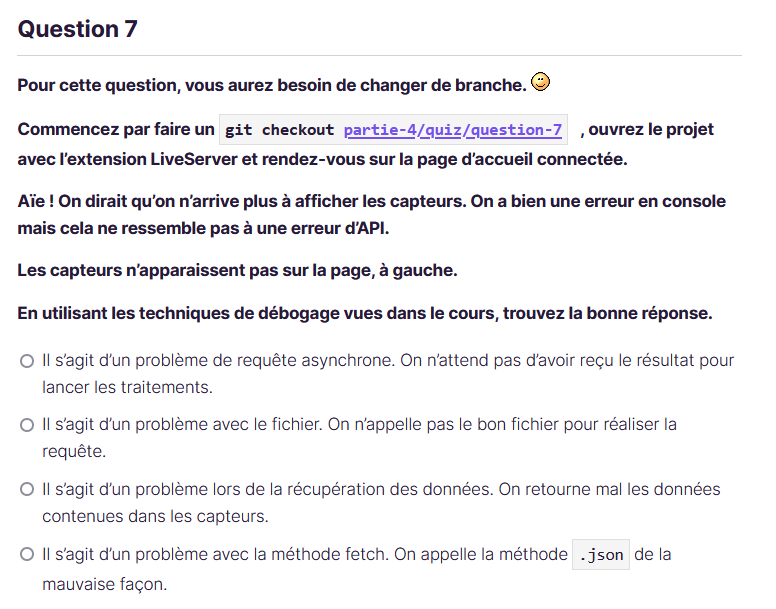 Question 7
Pour cette question, vous aurez besoin de changer de branche.
Commencez par faire un git checkout partie-4/quiz/question-7 , ouvrez le projet
avec l’extension LiveServer et rendez-vous sur la page d’accueil connectée.
Aïe ! On dirait qu’on n’arrive plus à afficher les capteurs. On a bien une erreur en console
mais cela ne ressemble pas à une erreur d’API.
Les capteurs n’apparaissent pas sur la page, à gauche.
En utilisant les techniques de débogage vues dans le cours, trouvez la bonne réponse.
Il s’agit d’un problème de requête asynchrone. On n’attend pas d’avoir reçu le résultat pour
lancer les traitements.
Il s’agit d’un problème avec le fichier. On n’appelle pas le bon fichier pour réaliser la
requête.
Il s’agit d’un problème lors de la récupération des données. On retourne mal les données
contenues dans les capteurs.
Il s’agit d’un problème avec la méthode fetch. On appelle la méthode .json de la
mauvaise façon.